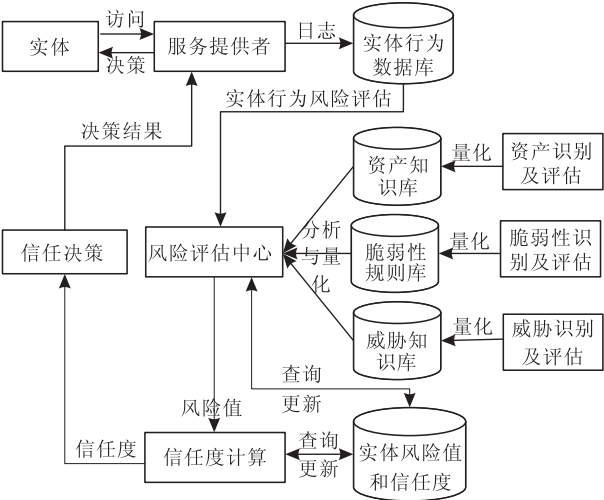 访问
实体
服务提供者
日志
实体行为
数据库
决策
实体行为风险评估
决策结果
资产知
识库
量化
资产识别
及评估
信任决策
风险评估中心
分析
与量
化
脆弱性
规则库
量化
脆弱性识
别及评估
威胁知
识库
量化
威胁识别
及评估
查询
更新
风险值
信任度
信任度计算
查询
更新
实体风险值
和信任度